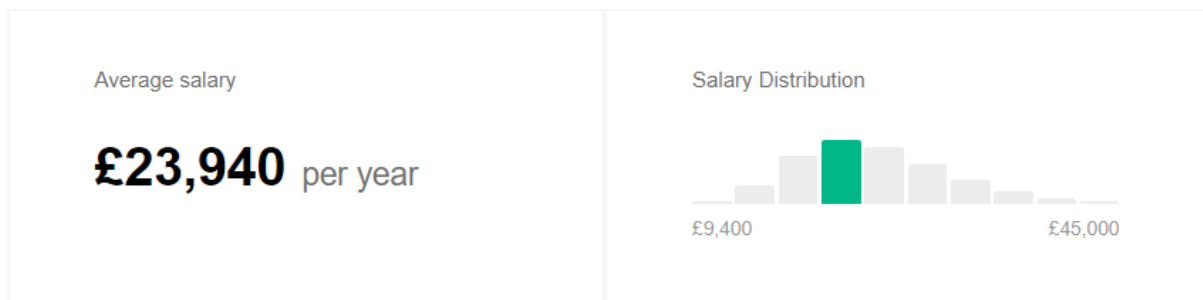 Average salary
£23,940 per year
Salary Distribution
£9,400
£45,000